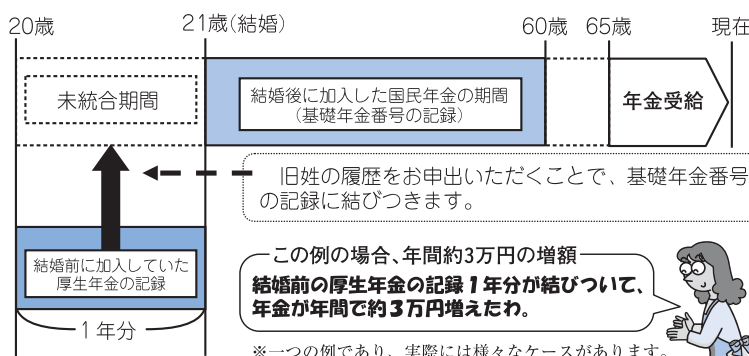 20歳
21歳(結婚)
60歳
65歳
現在
未統合期間
結婚後に加入した国民年金の期間
(基礎年金番号の記録)
年金受給
旧姓の履歴をお申出いただくことで、基礎年金番号
の記録に結びつきます。
結婚前に加入していた
厚生年金の記録
1年分
この例の場合、年間約3万円の増額
結婚前の厚生年金の記録1年分が結びついて、
年金が年間で約3万円増えたわ。
※一つの例であり、実際には様々なケースがあります。